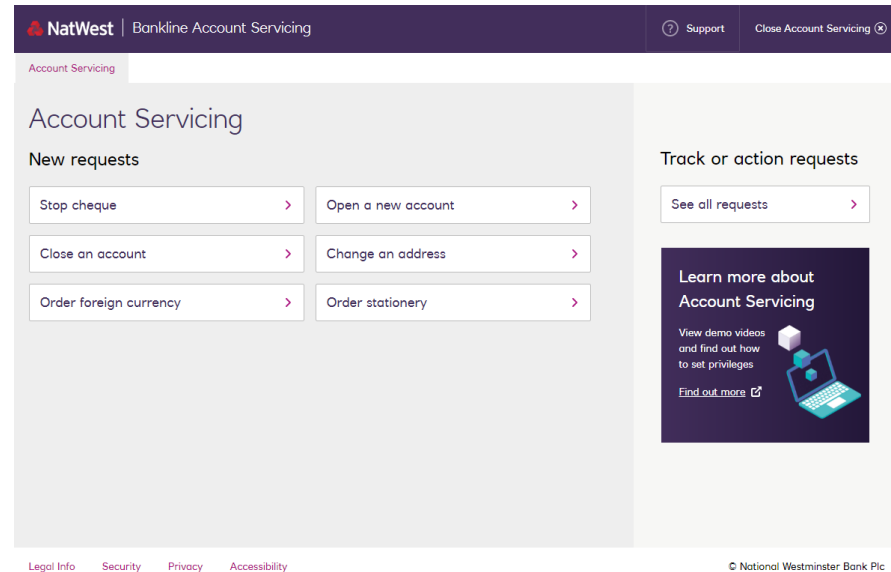 NatWest | Bankline Account Servicing
Support
Close Account Servicing
Account Servicing
Account Servicing
New requests
Stop cheque
Open a new account
Close an account
Change an address
Order foreign currency
Order stationery
Track or action requests
See all requests
Learn more about
Account Servicing
View demo videos
and find out how
to set privileges
Find out more
Legal Info Security Privacy Accessibility
© National Westminster Bank Plc